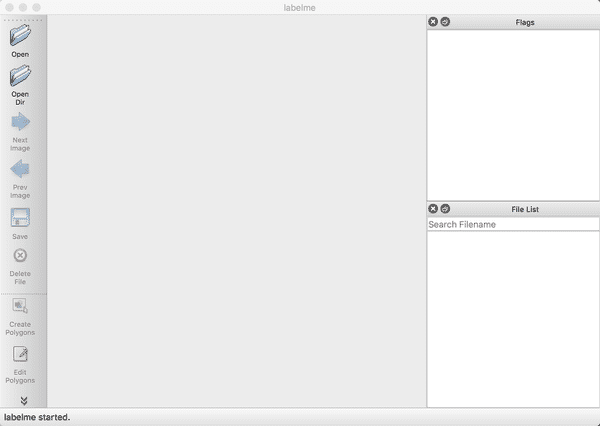 labelme
Open
Open
Dir
Next
Image
Prev
Image
Save
Delete
File
Create
Polygons
Edit
Polygons
Flags
File List
Search Filename
labelme started.